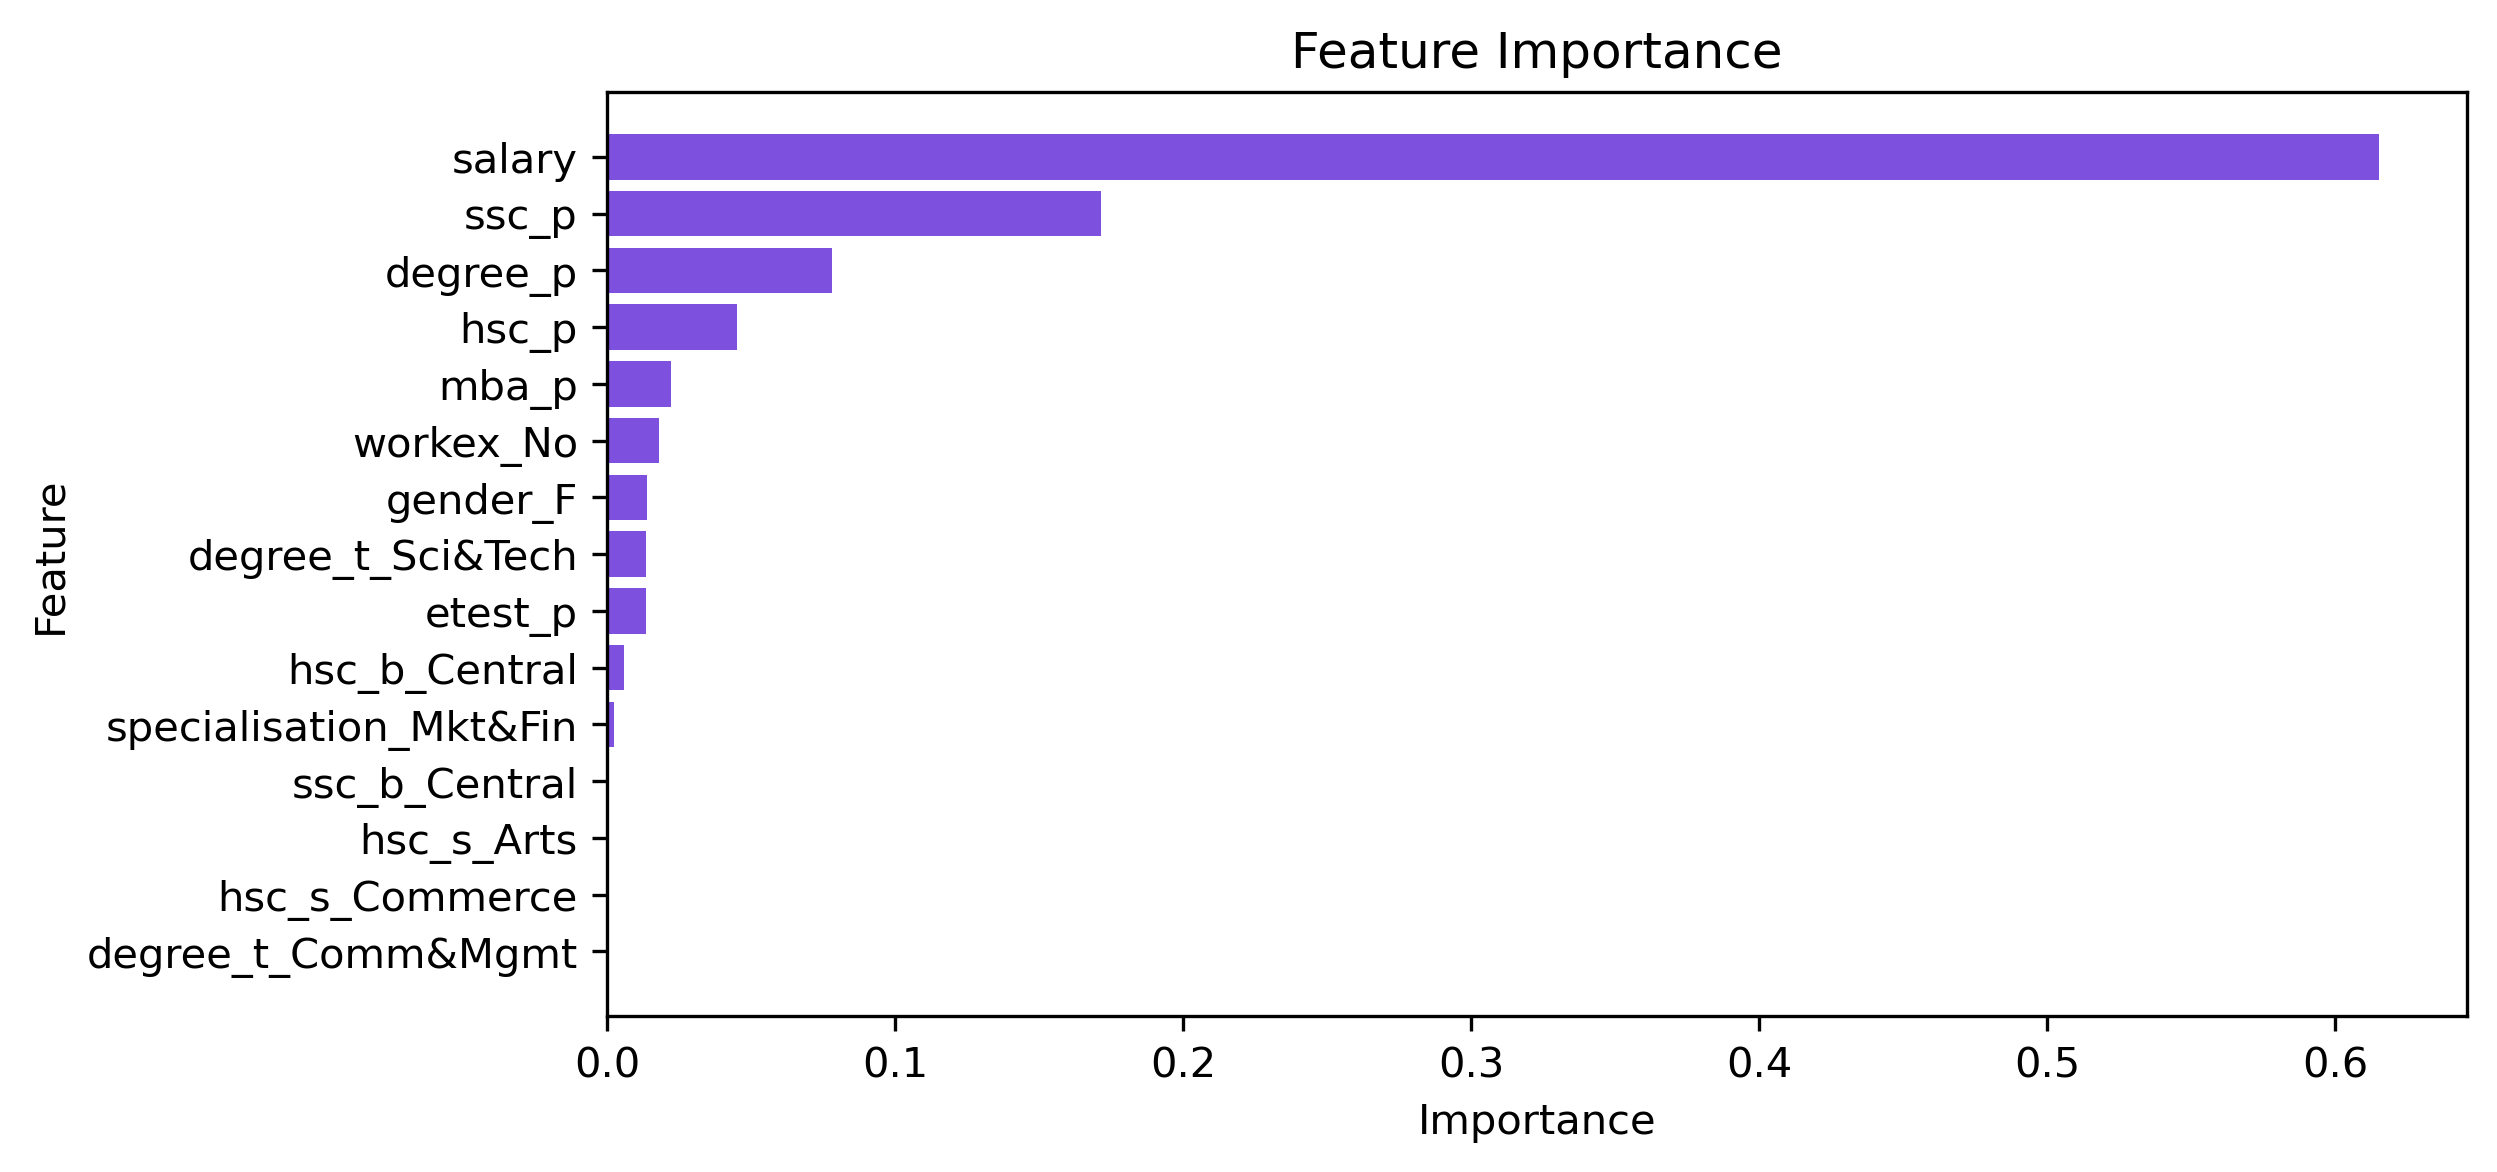 Feature Importance
salary
ssc_p
degree_p
hsc_p
mba_p
workex_No
gender_F
degree_t_Sci&Tech
etest_p
hsc_b_Central
specialisation_Mkt&Fin
ssc_b_Central
hsc_s_Arts
hsc_s_Commerce
degree_t_Comm&Mgmt
Feature
0.0 0.1 0.2 0.3 0.4 0.5 0.6
Importance